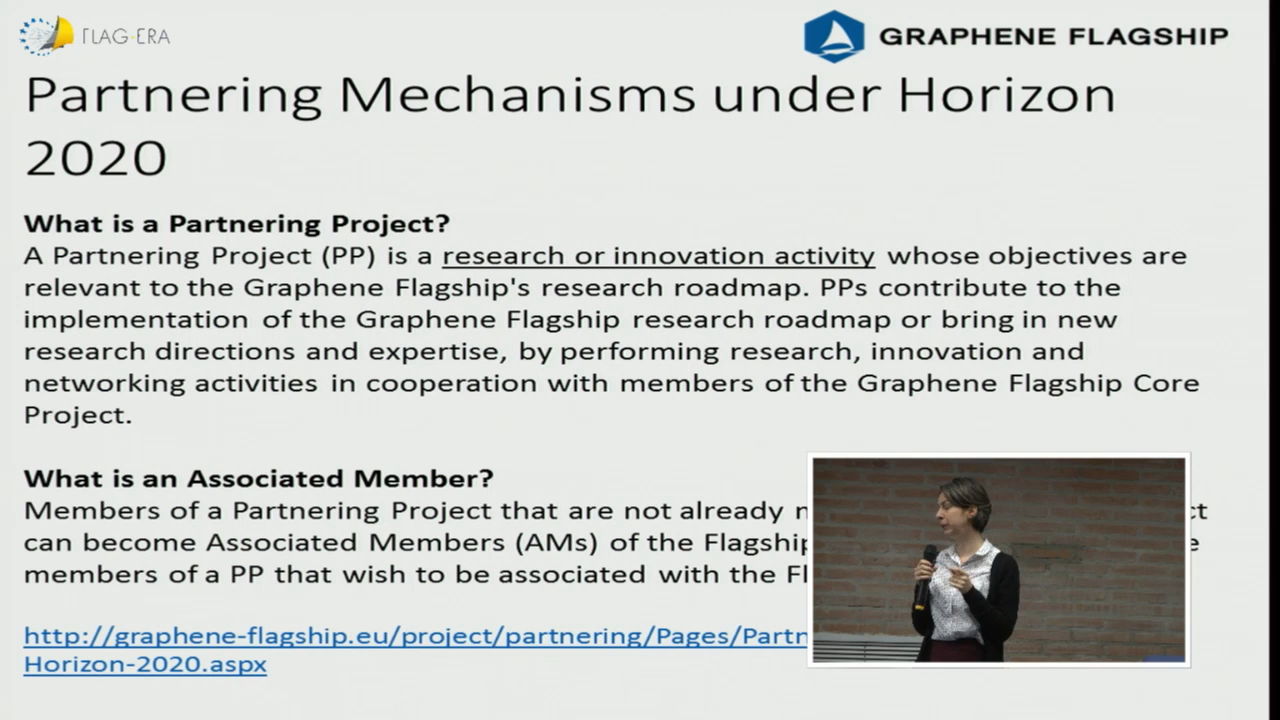 FLAG-ERA
GRAPHENE FLAGSHIP
Partnering Mechanisms under Horizon
2020
What is a Partnering Project?
A Partnering Project (PP) is a research or innovation activity whose objectives are
relevant to the Graphene Flagship's research roadmap. PPs contribute to the
implementation of the Graphene Flagship research roadmap or bring in new
research directions and expertise, by performing research, innovation and
networking activities in cooperation with members of the Graphene Flagship Core
Project.
What is an Associated Member?
Members of a Partnering Project that are not already
can become Associated Members (AMs) of the Flagship
members of a PP that wish to be associated with the
http://graphene-flagship.eu/project/partnering/Pages/Partn
Horizon-2020.aspx